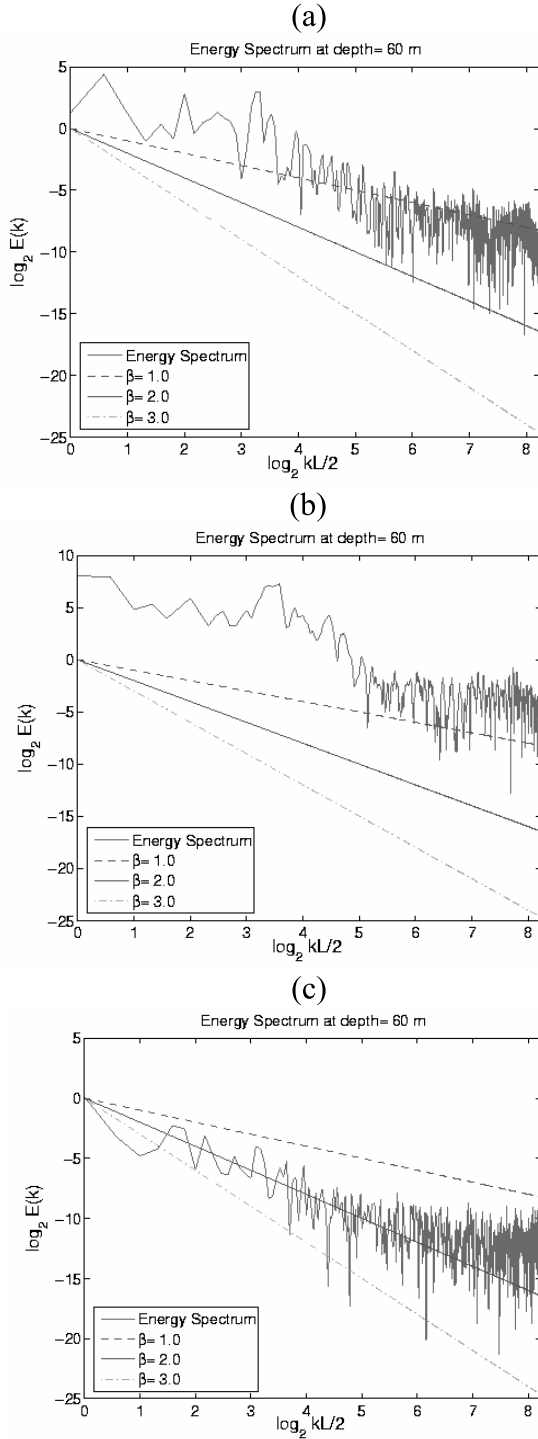 (a)
Energy Spectrum at depth= 60 m
5
0
−5
−10
−15
−20
−25
log₂ E(k)
Energy Spectrum
β= 1.0
β= 2.0
β= 3.0
0 1 2 3 4 5 6 7 8
log₂ kL/2
(b)
Energy Spectrum at depth= 60 m
10
5
0
−5
−10
−15
−20
−25
log₂ E(k)
Energy Spectrum
β= 1.0
β= 2.0
β= 3.0
0 1 2 3 4 5 6 7 8
log₂ kL/2
(c)
Energy Spectrum at depth= 60 m
5
0
−5
−10
−15
−20
−25
log₂ E(k)
Energy Spectrum
β= 1.0
β= 2.0
β= 3.0
0 1 2 3 4 5 6 7 8
log₂ kL/2